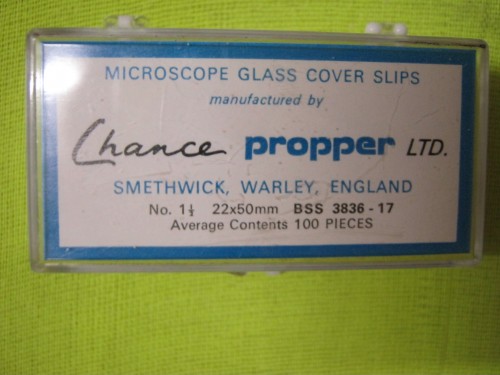 MICROSCOPE GLASS COVER SLIPS
manufactured by
Chance propper LTD.
SMETHWICK, WARLEY, ENGLAND
No. 1½ 22x50mm BSS 3836-17
Average Contents 100 PIECES